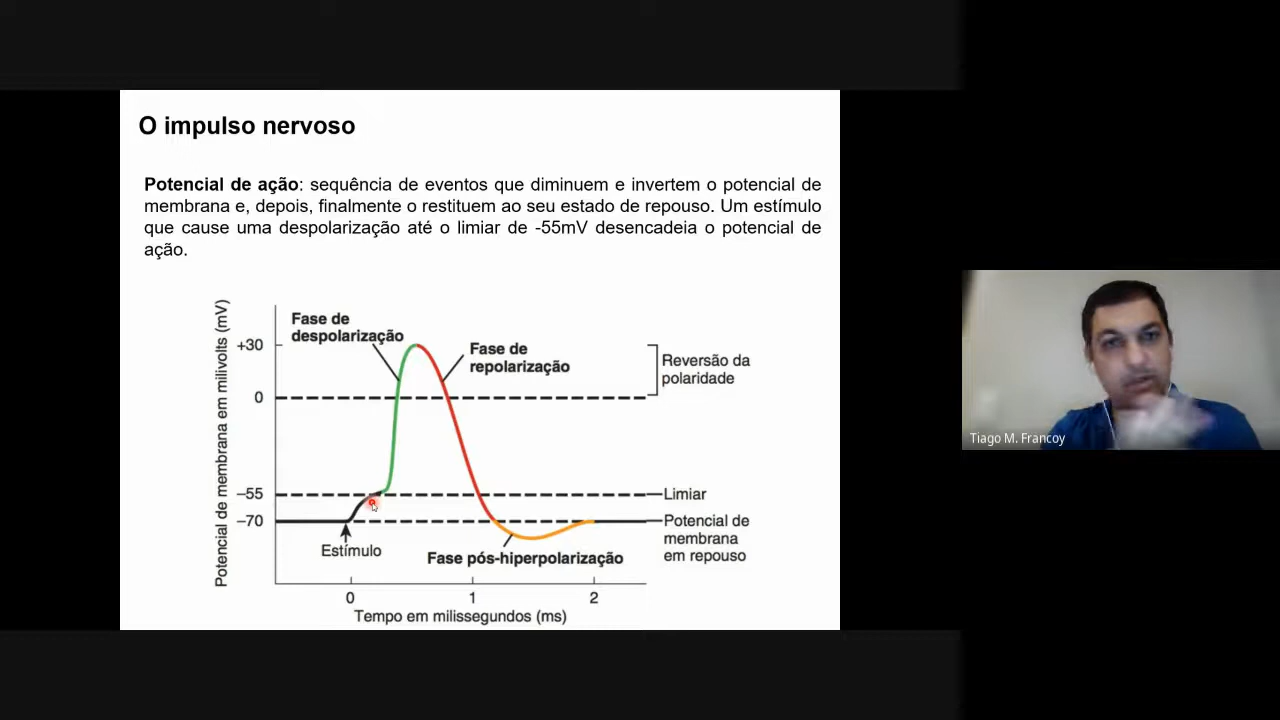 O impulso nervoso
Potencial de ação: sequência de eventos que diminuem e invertem o potencial de
membrana e, depois, finalmente o restituem ao seu estado de repouso. Um estímulo
que cause uma despolarização até o limiar de -55mV desencadeia o potencial de
ação.
Potencial de membrana em milivolts (mV)
+30
0
–55
–70
Fase de
despolarização
Fase de
repolarização
Reversão da
polaridade
Limiar
Potencial de
membrana
em repouso
Estímulo
Fase pós-hiperpolarização
0
1
2
Tempo em milissegundos (ms)
Tiago M. Francoy